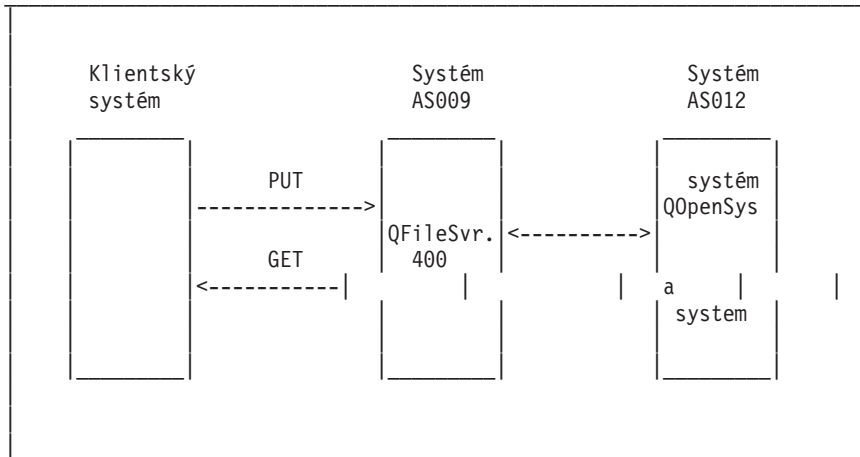 Klientský Systém Systém
systém AS009 AS012
PUT systém
QOpenSys
QFileSvr.
GET 400
a
system